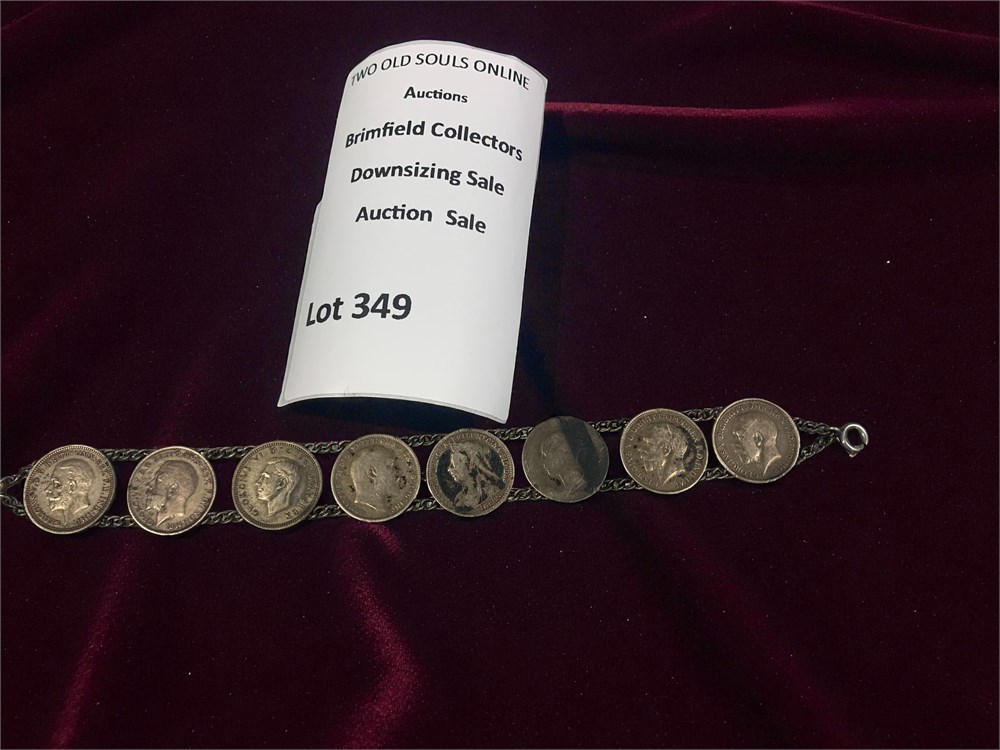 TWO OLD SOULS ONLINE
Auctions
Brimfield Collectors
Downsizing Sale
Auction Sale
Lot 349